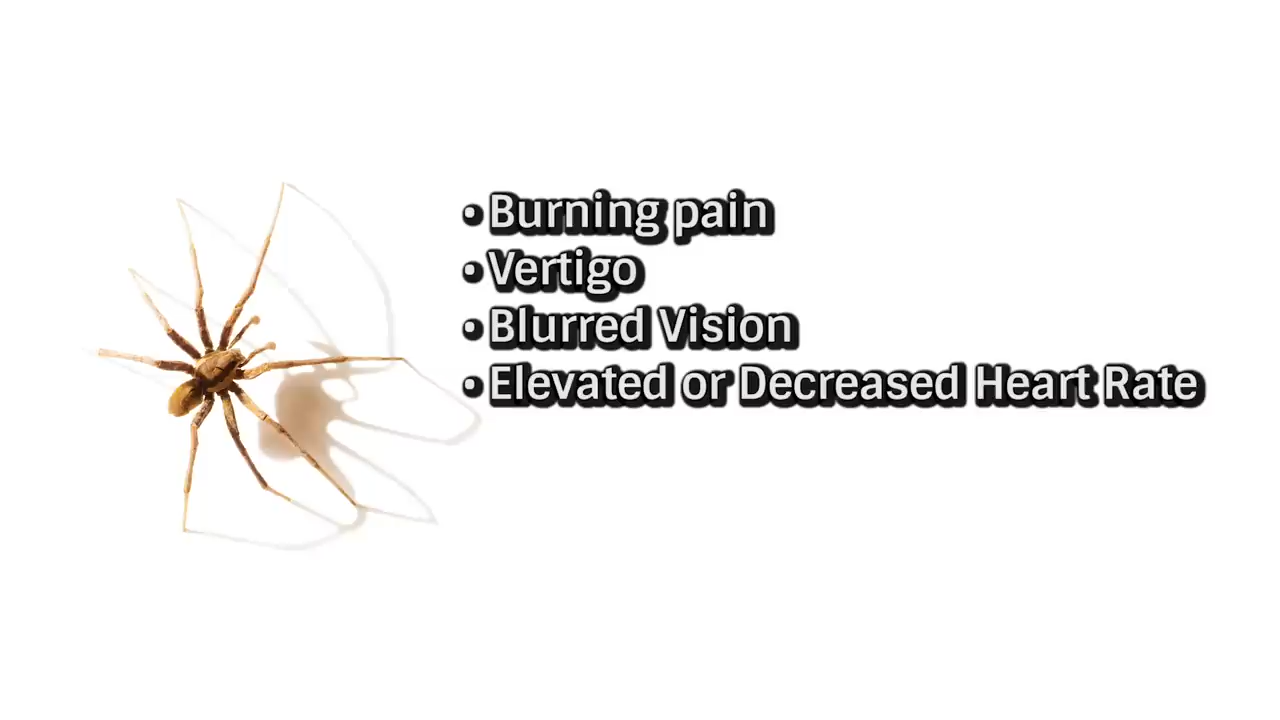 • Burning pain
• Vertigo
• Blurred Vision
• Elevated or Decreased Heart Rate